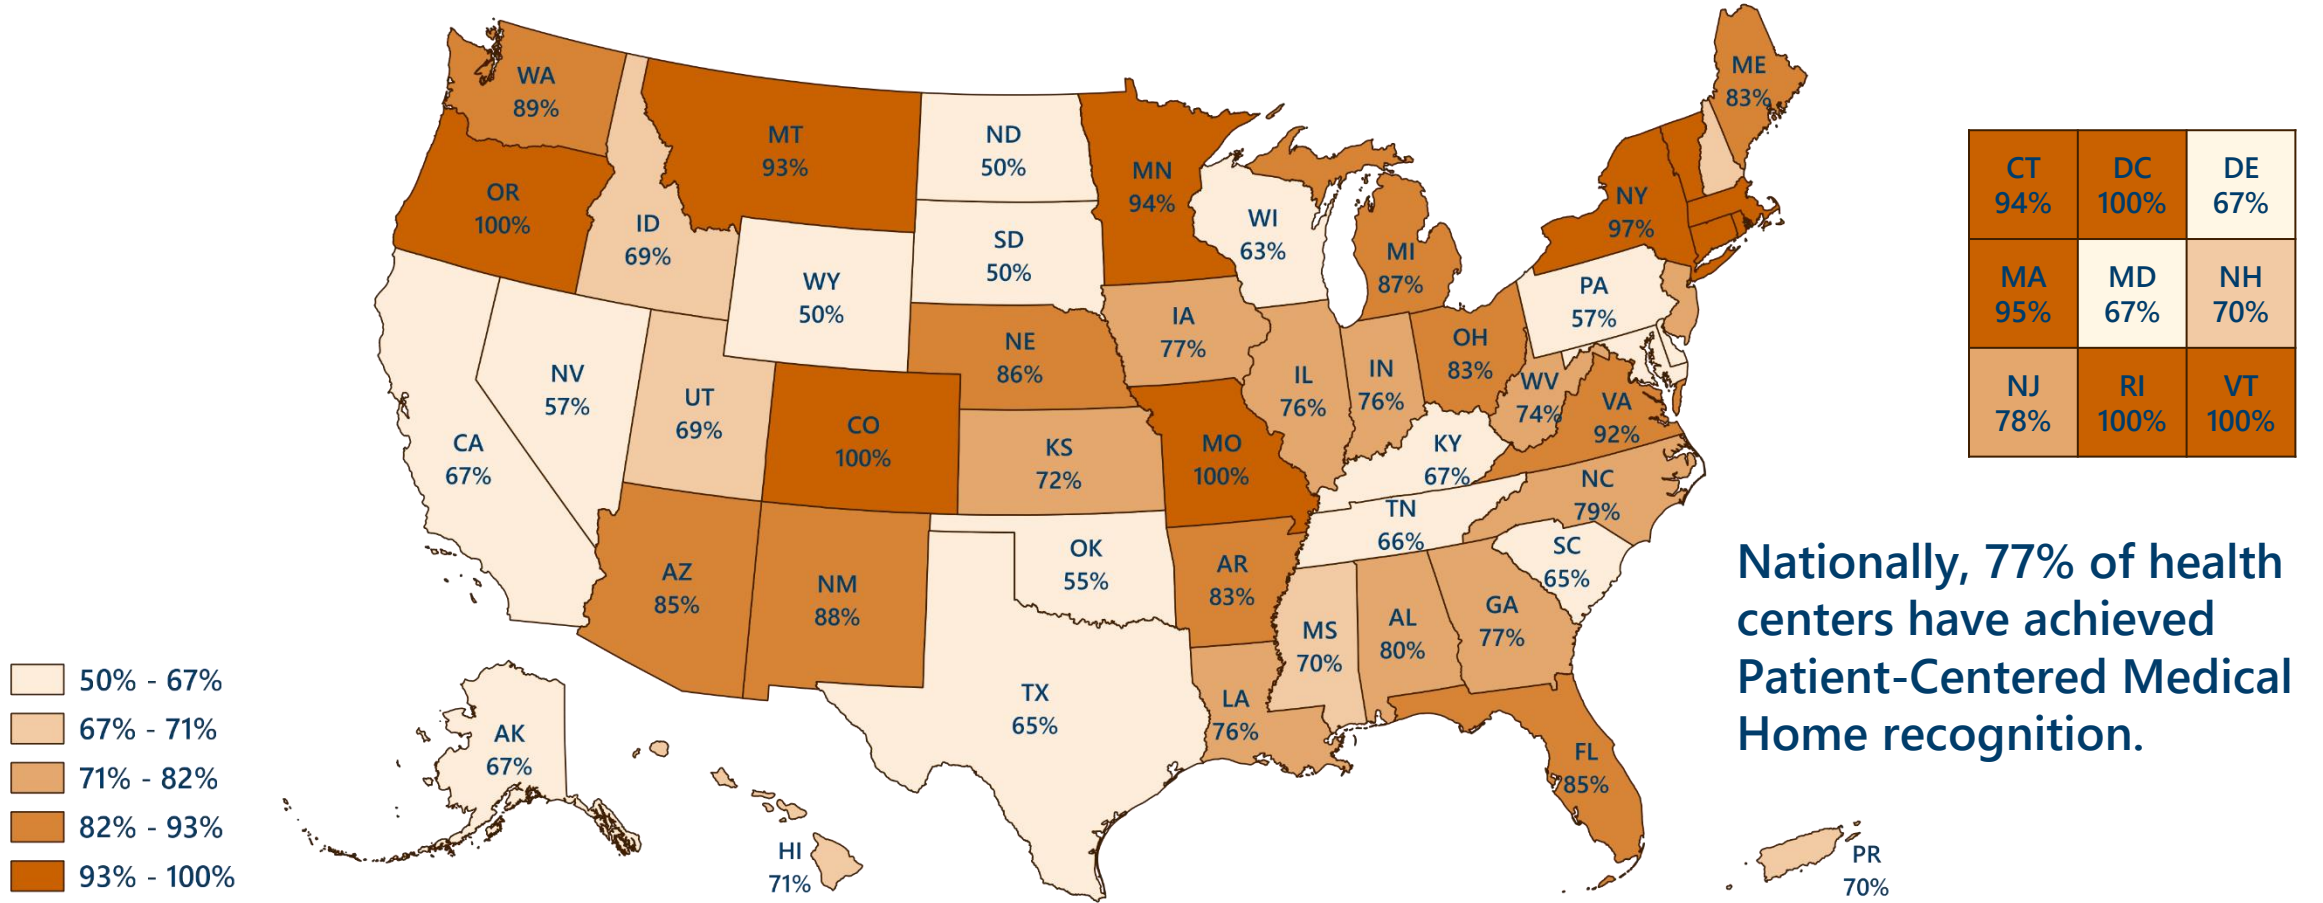 WA
89%
OR
100%
ID
69%
MT
93%
ND
50%
SD
50%
WY
50%
MN
94%
WI
63%
MI
87%
NY
97%
ME
83%
CA
67%
NV
57%
UT
69%
CO
100%
NE
86%
IA
77%
KS
72%
MO
100%
IL
76%
IN
76%
OH
83%
PA
57%
WV
74%
VA
92%
KY
67%
TN
66%
NC
79%
SC
65%
AZ
85%
NM
88%
OK
55%
AR
83%
TX
65%
LA
76%
MS
70%
AL
80%
GA
77%
FL
85%
AK
67%
HI
71%
PR
70%
CT
94%
DC
100%
DE
67%
MA
95%
MD
67%
NH
70%
NJ
78%
RI
100%
VT
100%
Nationally, 77% of health
centers have achieved
Patient-Centered Medical
Home recognition.
50% - 67%
67% - 71%
71% - 82%
82% - 93%
93% - 100%